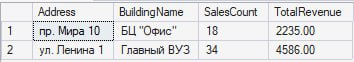 Address BuildingName SalesCount TotalRevenue
1 пр. Мира 10 БЦ "Офис" 18 2235.00
2 ул. Ленина 1 Главный ВУЗ 34 4586.00